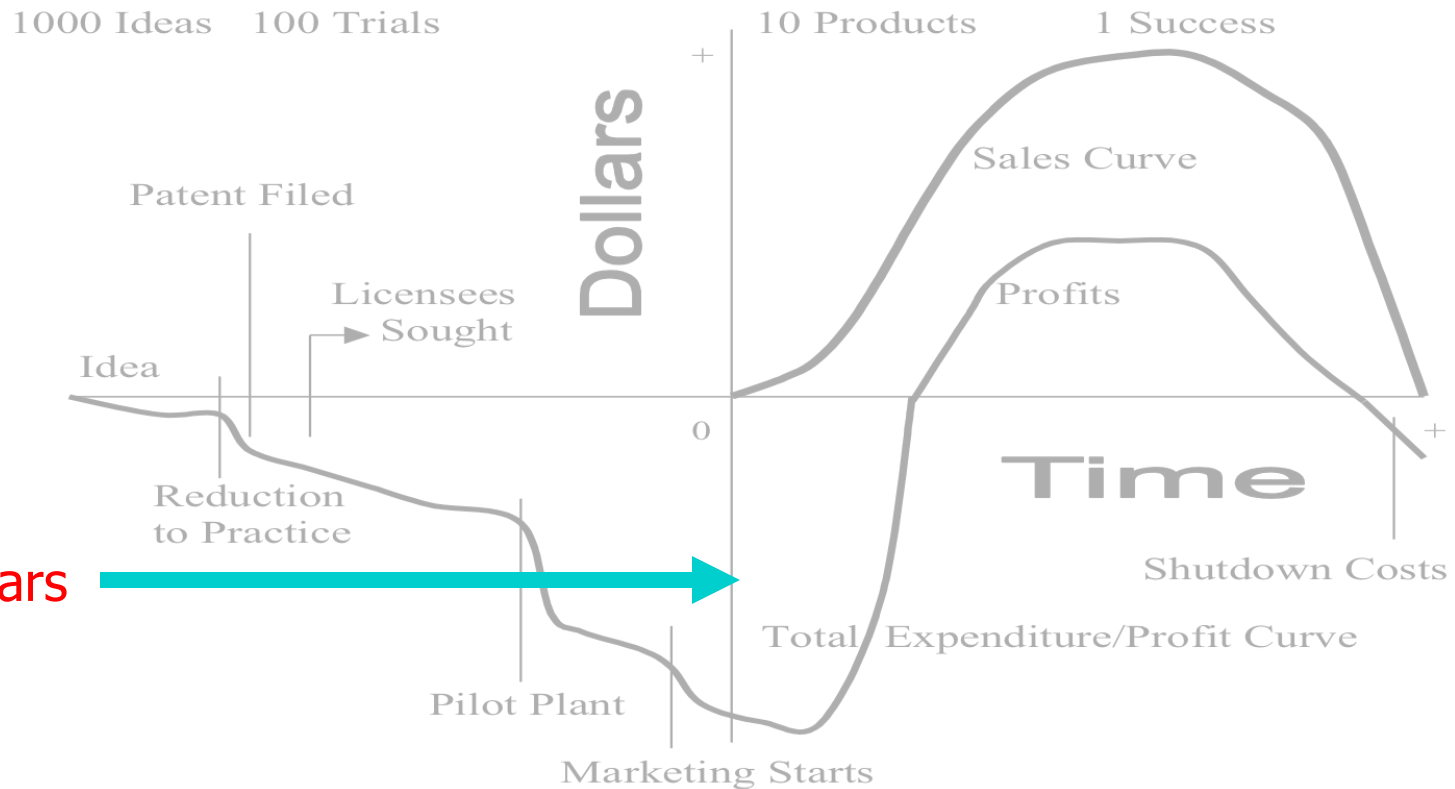 1000 Ideas 100 Trials 10 Products 1 Success
+
Dollars
Sales Curve
Patent Filed
Licensees
Sought
Profits
Idea
0
+
Time
Reduction
to Practice
Shutdown Costs
Total Expenditure/Profit Curve
Pilot Plant
Marketing Starts